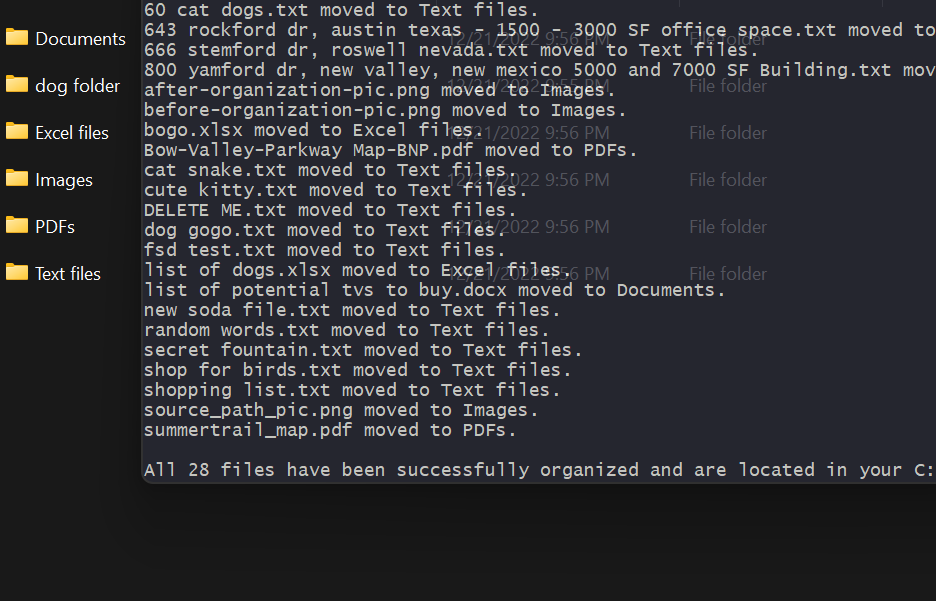 Documents
dog folder
Excel files
Images
PDFs
Text files
60 cat dogs.txt moved to Text files.
643 rockford dr, austin texas - 1500 - 3000 SF office space.txt moved to
666 stemford dr, roswell nevada.txt moved to Text files.
800 yamford dr, new valley, new mexico 5000 and 7000 SF Building.txt mov
after-organization-pic.png moved to Images.
before-organization-pic.png moved to Images.
bogo.xlsx moved to Excel files.
Bow-Valley-Parkway Map-BNP.pdf moved to PDFs.
cat snake.txt moved to Text files.
cute kitty.txt moved to Text files.
DELETE ME.txt moved to Text files.
dog gogo.txt moved to Text files.
fsd test.txt moved to Text files.
list of dogs.xlsx moved to Excel files.
list of potential tvs to buy.docx moved to Documents.
new soda file.txt moved to Text files.
random words.txt moved to Text files.
secret fountain.txt moved to Text files.
shop for birds.txt moved to Text files.
shopping list.txt moved to Text files.
source_path_pic.png moved to Images.
summertrail_map.pdf moved to PDFs.
All 28 files have been successfully organized and are located in your C:
12/21/2022 9:56 PM File folder
File folder
12/21/2022 9:56 PM File folder
12/21/2022 9:56 PM File folder
12/21/2022 9:56 PM File folder
12/21/2022 9:56 PM File folder